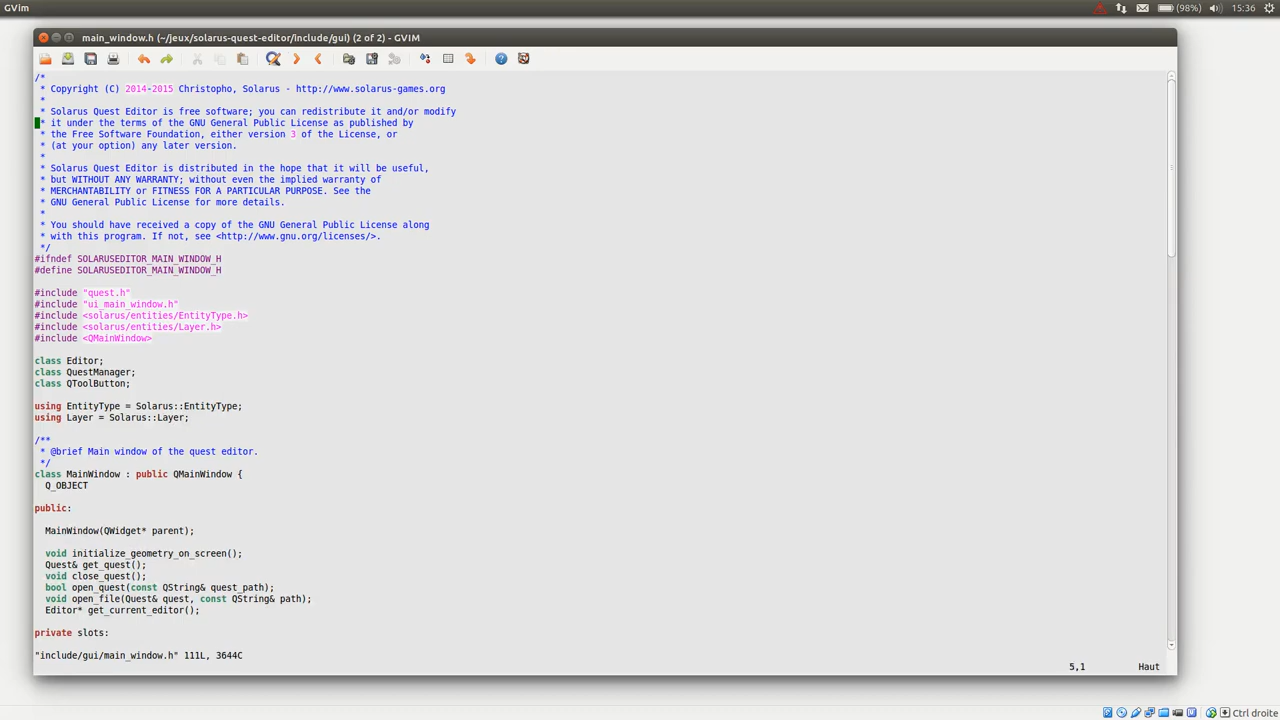 GVim
(98%)
15:36
main_window.h (~/jeux/solarus-quest-editor/include/gui) (2 of 2) - GVIM
/*
 * Copyright (C) 2014-2015 Christopho, Solarus - http://www.solarus-games.org
 *
 * Solarus Quest Editor is free software; you can redistribute it and/or modify
 * it under the terms of the GNU General Public License as published by
 * the Free Software Foundation, either version 3 of the License, or
 * (at your option) any later version.
 *
 * Solarus Quest Editor is distributed in the hope that it will be useful,
 * but WITHOUT ANY WARRANTY; without even the implied warranty of
 * MERCHANTABILITY or FITNESS FOR A PARTICULAR PURPOSE. See the
 * GNU General Public License for more details.
 *
 * You should have received a copy of the GNU General Public License along
 * with this program. If not, see <http://www.gnu.org/licenses/>.
 */
#ifndef SOLARUSEDITOR_MAIN_WINDOW_H
#define SOLARUSEDITOR_MAIN_WINDOW_H

#include "quest.h"
#include "ui_main_window.h"
#include <solarus/entities/EntityType.h>
#include <solarus/entities/Layer.h>
#include <QMainWindow>

class Editor;
class QuestManager;
class QToolButton;

using EntityType = Solarus::EntityType;
using Layer = Solarus::Layer;

/**
 * @brief Main window of the quest editor.
 */
class MainWindow : public QMainWindow {
  Q_OBJECT

public:

  MainWindow(QWidget* parent);

  void initialize_geometry_on_screen();
  Quest& get_quest();
  void close_quest();
  bool open_quest(const QString& quest_path);
  void open_file(Quest& quest, const QString& path);
  Editor* get_current_editor();

private slots:

"include/gui/main_window.h" 111L, 3644C
5,1 Haut
Ctrl droite